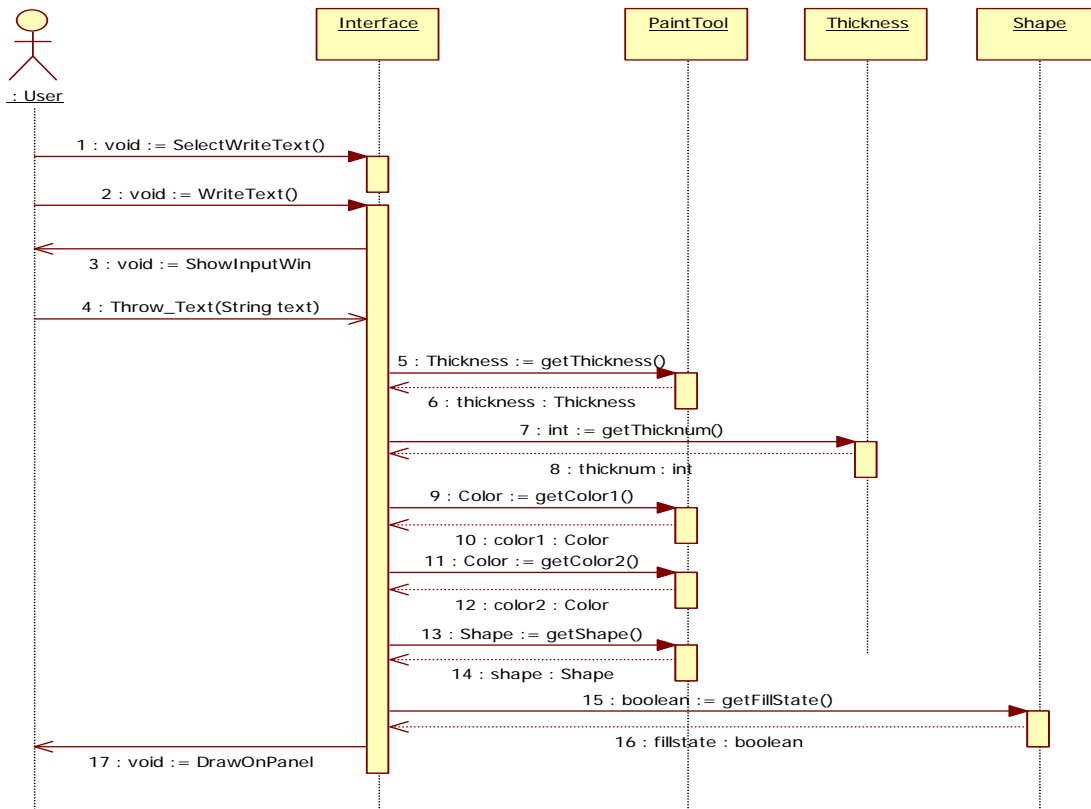 Interface
PaintTool
Thickness
Shape
: User
1 : void := SelectWriteText()
2 : void := WriteText()
3 : void := ShowInputWin
4 : Throw_Text(String text)
5 : Thickness := getThickness()
6 : thickness : Thickness
7 : int := getThicknum()
8 : thicknum : int
9 : Color := getColor1()
10 : color1 : Color
11 : Color := getColor2()
12 : color2 : Color
13 : Shape := getShape()
14 : shape : Shape
15 : boolean := getFillState()
16 : fillstate : boolean
17 : void := DrawOnPanel